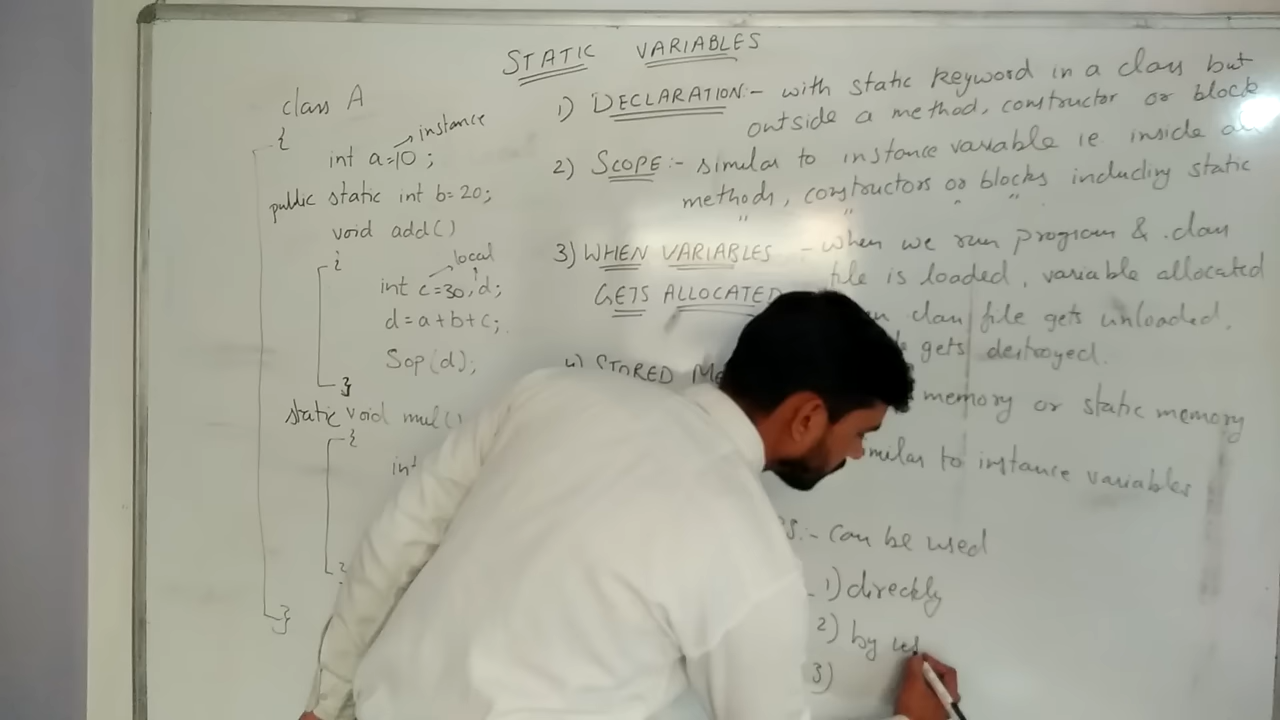 STATIC VARIABLES
class A
{
instance
int a=10;
public static int b=20;
void add()
{
local
int c=30, d;
d=a+b+c;
Sop(d);
}
static void mul()
{
int
}
}
1) DECLARATION:- with static keyword in a class but
outside a method, constructor or block
2) SCOPE:- similar to instance variable ie. inside all
methods, constructors or blocks including static
" " " "
3) WHEN VARIABLES - when we run program & .class
GETS ALLOCATED file is loaded, variable allocated
class file gets unloaded,
gets destroyed.
4) STORED memory or static memory
similar to instance variables
:- can be used
1) directly
2) by
3)